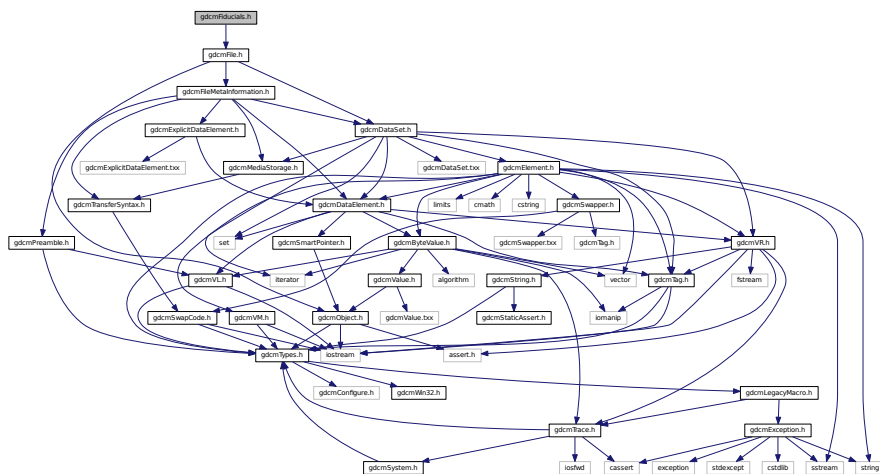 gdcmFiducials.h
gdcmFile.h
gdcmFileMetaInformation.h
gdcmExplicitDataElement.h
gdcmDataSet.h
gdcmExplicitDataElement.txx
gdcmMediaStorage.h
gdcmDataSet.txx
gdcmElement.h
gdcmTransferSyntax.h
gdcmDataElement.h
limits
cmath
cstring
gdcmSwapper.h
gdcmPreamble.h
set
gdcmSmartPointer.h
gdcmByteValue.h
gdcmSwapper.txx
gdcmTag.h
gdcmVR.h
gdcmVL.h
iterator
gdcmValue.h
algorithm
gdcmString.h
vector
gdcmTag.h
fstream
gdcmSwapCode.h
gdcmVM.h
gdcmObject.h
gdcmValue.txx
gdcmStaticAssert.h
iomanip
gdcmTypes.h
iostream
assert.h
gdcmConfigure.h
gdcmWin32.h
gdcmLegacyMacro.h
gdcmTrace.h
gdcmException.h
gdcmSystem.h
iosfwd
cassert
exception
stdexcept
cstdlib
sstream
string